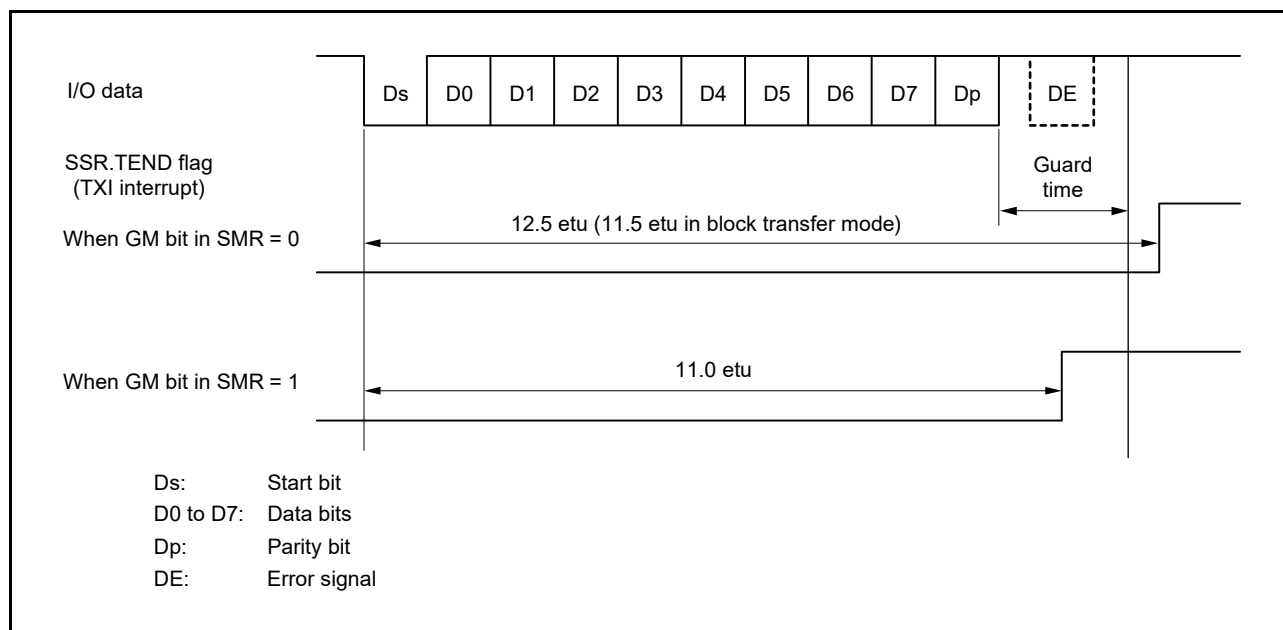 I/O data
Ds D0 D1 D2 D3 D4 D5 D6 D7 Dp DE
SSR.TEND flag
(TXI interrupt)
Guard
time
When GM bit in SMR = 0
12.5 etu (11.5 etu in block transfer mode)
When GM bit in SMR = 1
11.0 etu
Ds: Start bit
D0 to D7: Data bits
Dp: Parity bit
DE: Error signal